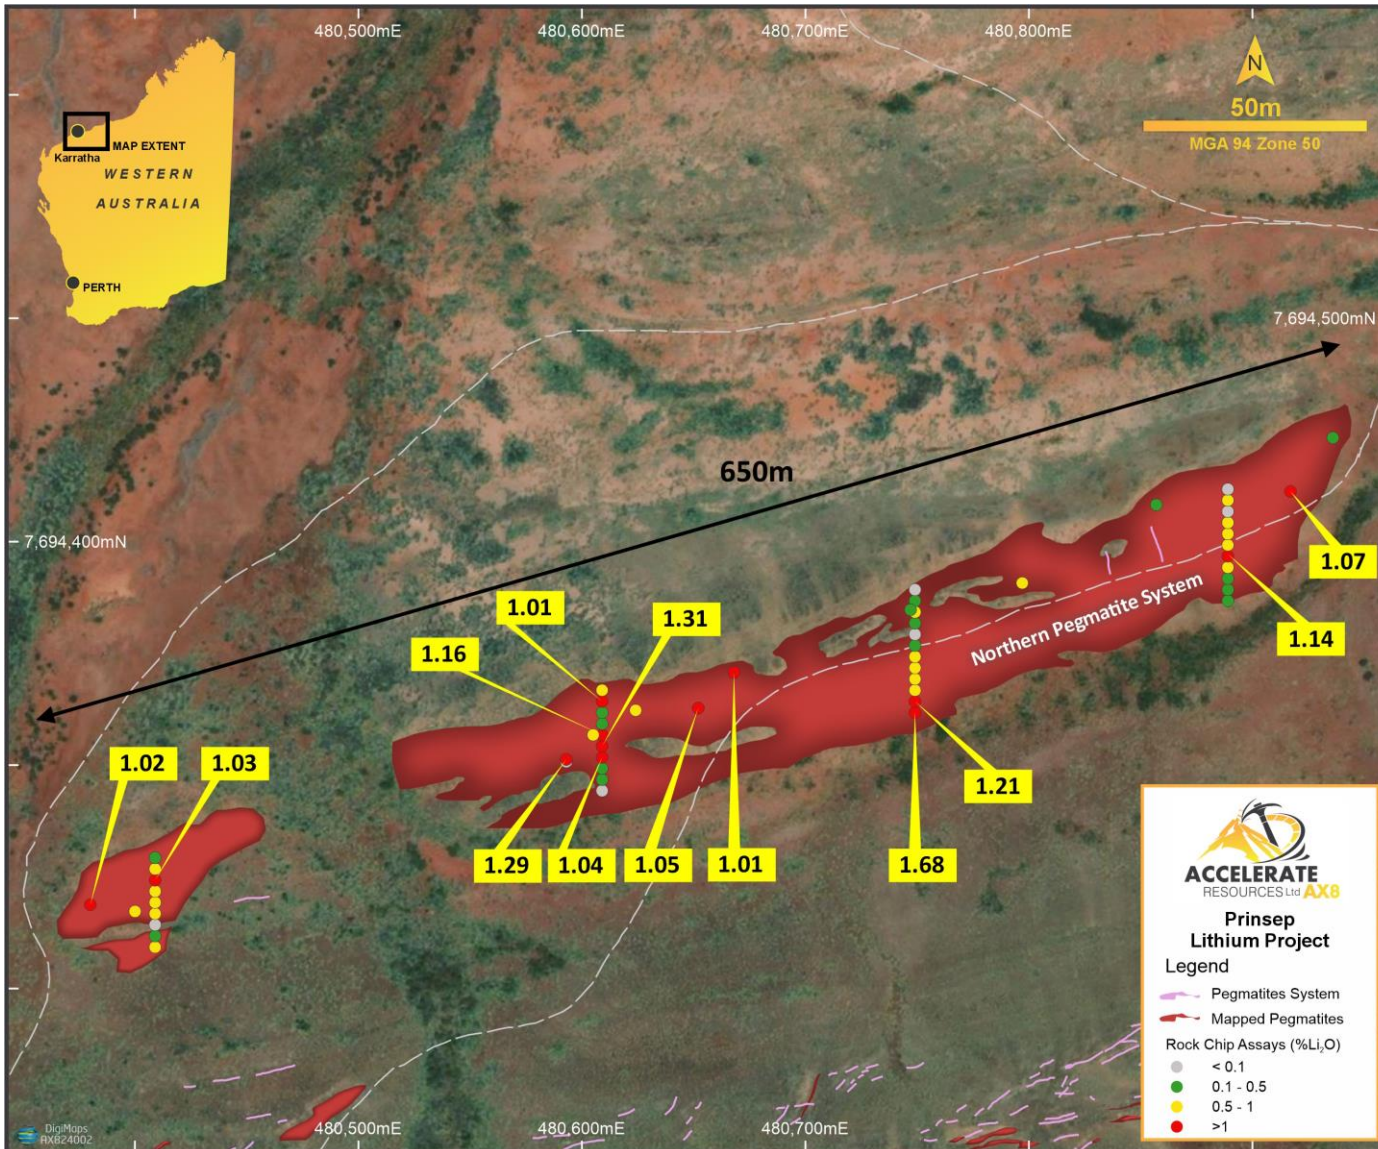 480,500mE
480,600mE
480,700mE
480,800mE
N
50m
MGA 94 Zone 50
Karratha
MAP EXTENT
WESTERN
AUSTRALIA
PERTH
7,694,500mN
650m
7,694,400mN
1.07
1.01
1.31
1.14
1.16
Northern Pegmatite System
1.02
1.03
1.21
1.29
1.04
1.05
1.01
1.68
ACCELERATE
RESOURCES Ltd AX8
Prinsep
Lithium Project
Legend
Pegmatites System
Mapped Pegmatites
Rock Chip Assays (%Li₂O)
< 0.1
0.1 - 0.5
0.5 - 1
>1
DigiMaps
AX824002
480,500mE
480,600mE
480,700mE